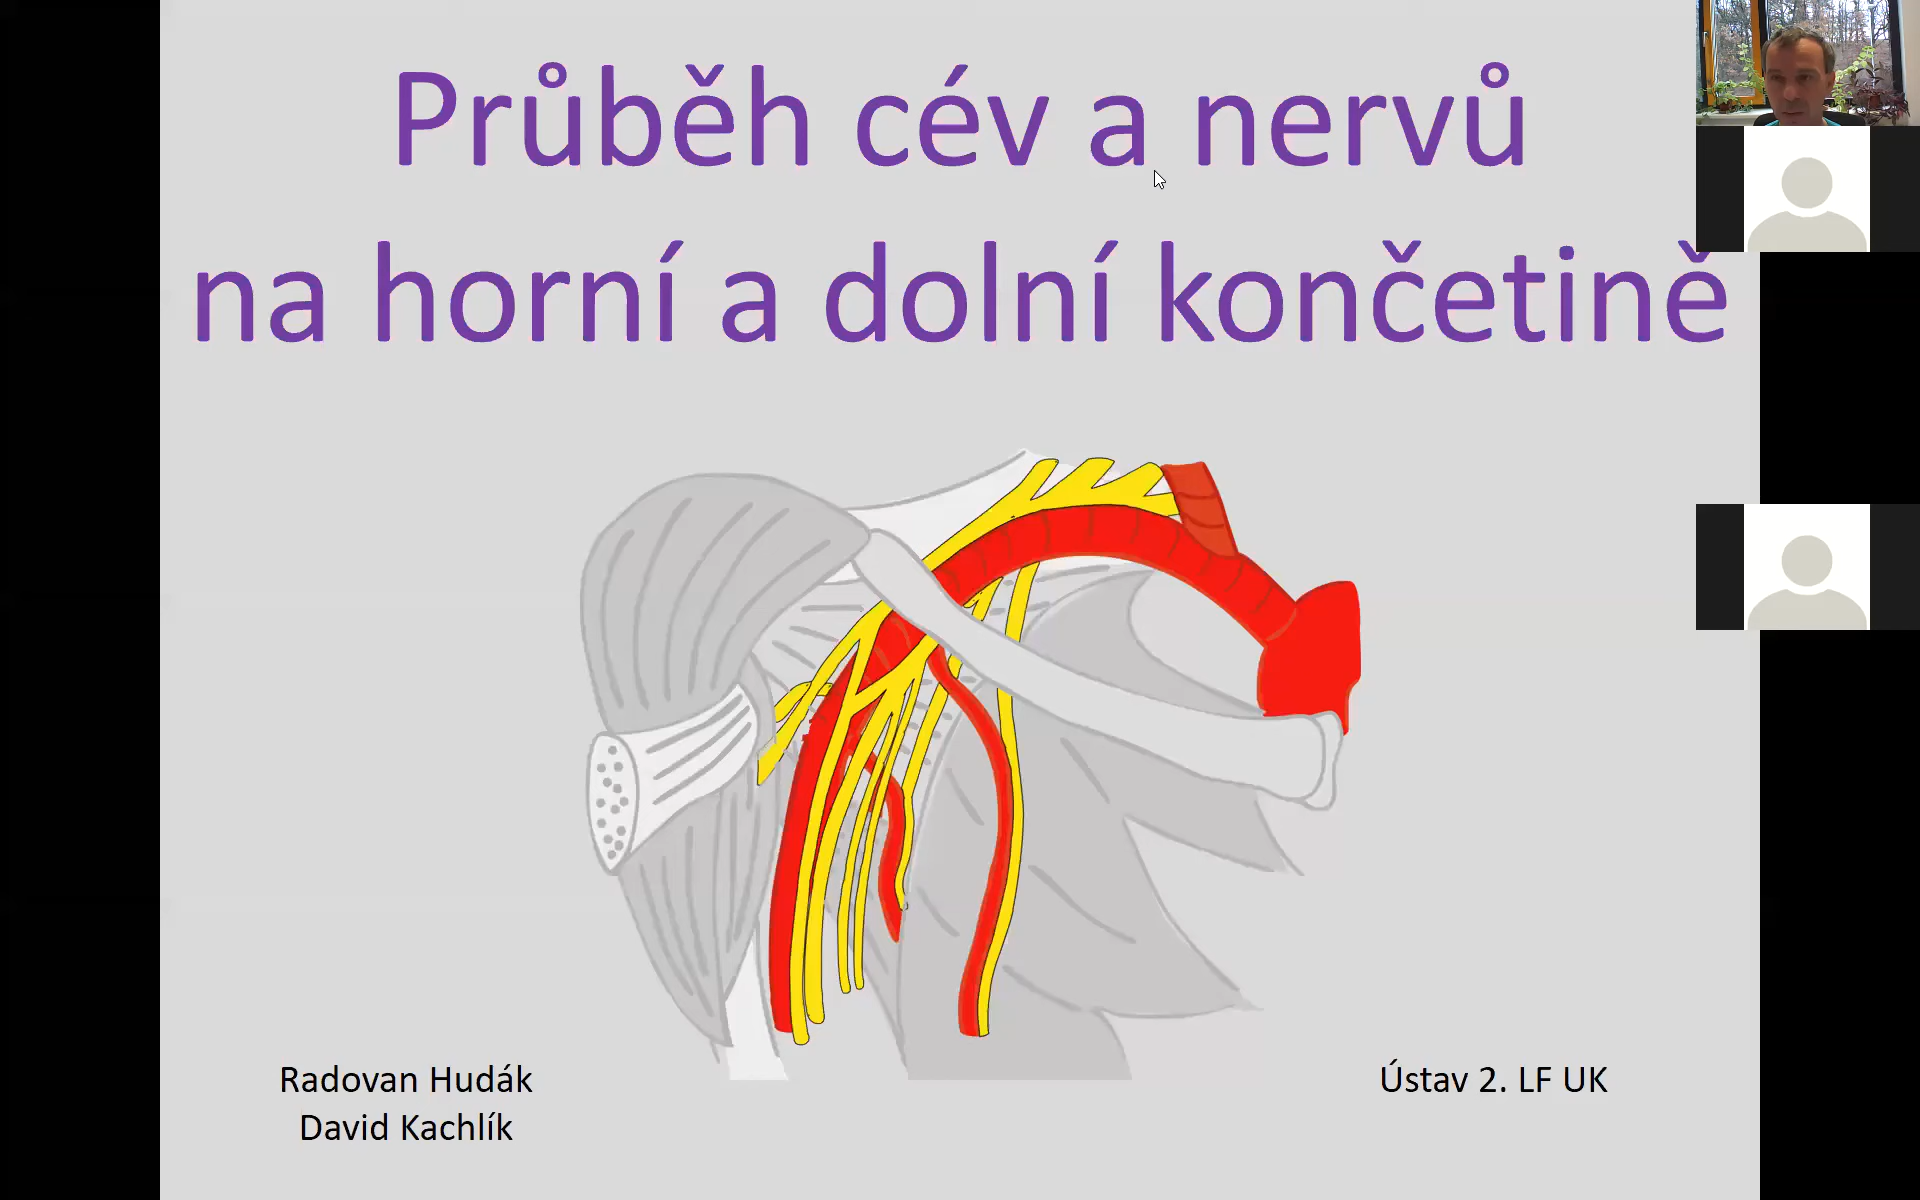 Průběh cév a nervů
na horní a dolní končetině
Radovan Hudák
David Kachlík
Ústav 2. LF UK